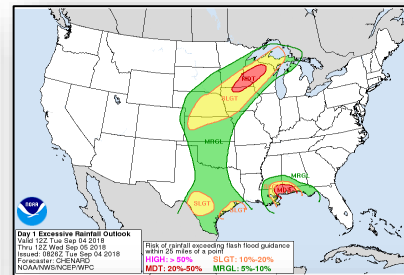 MDT
SLGT
MRGL
MRGL
MDT
SLGT
SLGT
NOAA
Day 1 Excessive Rainfall Outlook
Valid 12Z Tue Sep 04 2018
Thru 12Z Wed Sep 05 2018
Issued: 0826Z Tue Sep 04 2018
Forecaster: CHENARD
NOAA/NWS/NCEP/WPC
Risk of rainfall exceeding flash flood guidance
within 25 miles of a point.
HIGH: > 50% SLGT: 10%-20%
MDT: 20%-50% MRGL: 5%-10%